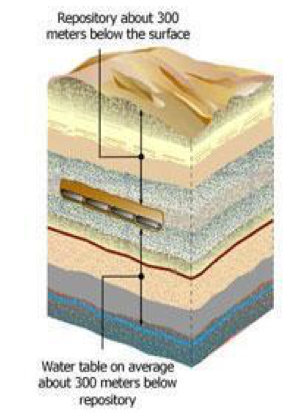 Repository about 300
meters below the surface
Water table on average
about 300 meters below
repository